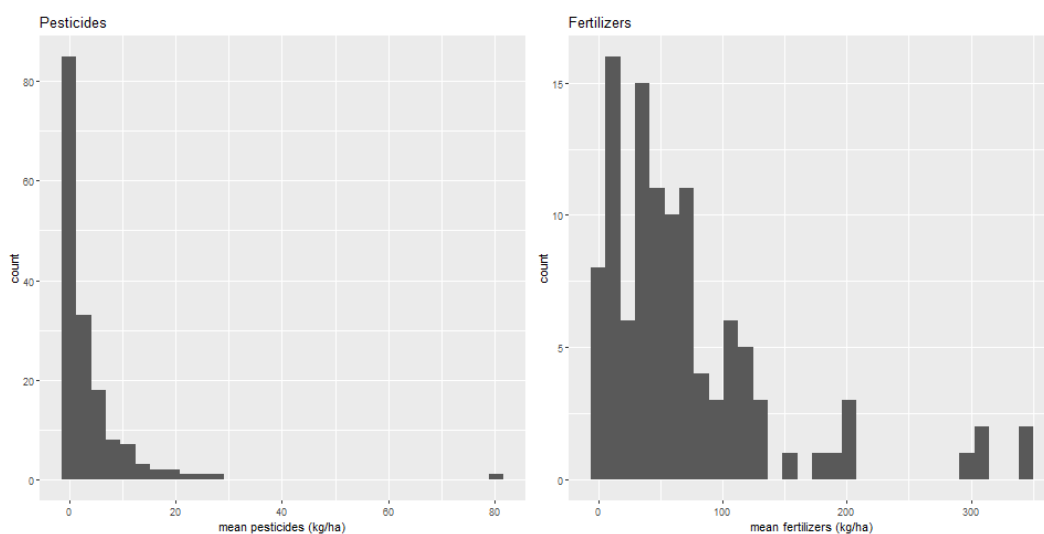 Pesticides
count
80
60
40
20
0
0 20 40 60 80
mean pesticides (kg/ha)
Fertilizers
count
15
10
5
0
0 100 200 300
mean fertilizers (kg/ha)